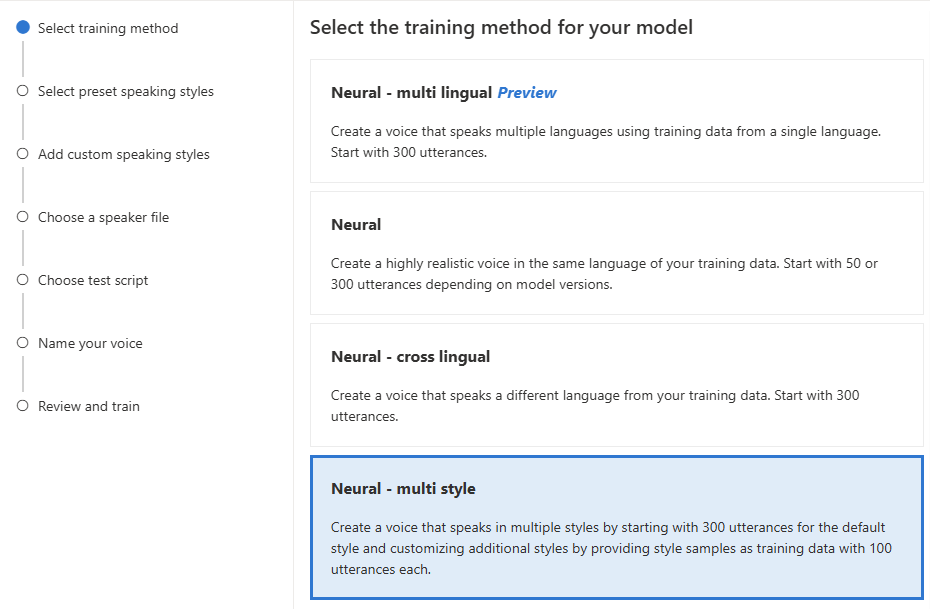 Select training method
Select preset speaking styles
Add custom speaking styles
Choose a speaker file
Choose test script
Name your voice
Review and train
Select the training method for your model
Neural - multi lingual Preview
Create a voice that speaks multiple languages using training data from a single language.
Start with 300 utterances.
Neural
Create a highly realistic voice in the same language of your training data. Start with 50 or
300 utterances depending on model versions.
Neural - cross lingual
Create a voice that speaks a different language from your training data. Start with 300
utterances.
Neural - multi style
Create a voice that speaks in multiple styles by starting with 300 utterances for the default
style and customizing additional styles by providing style samples as training data with 100
utterances each.